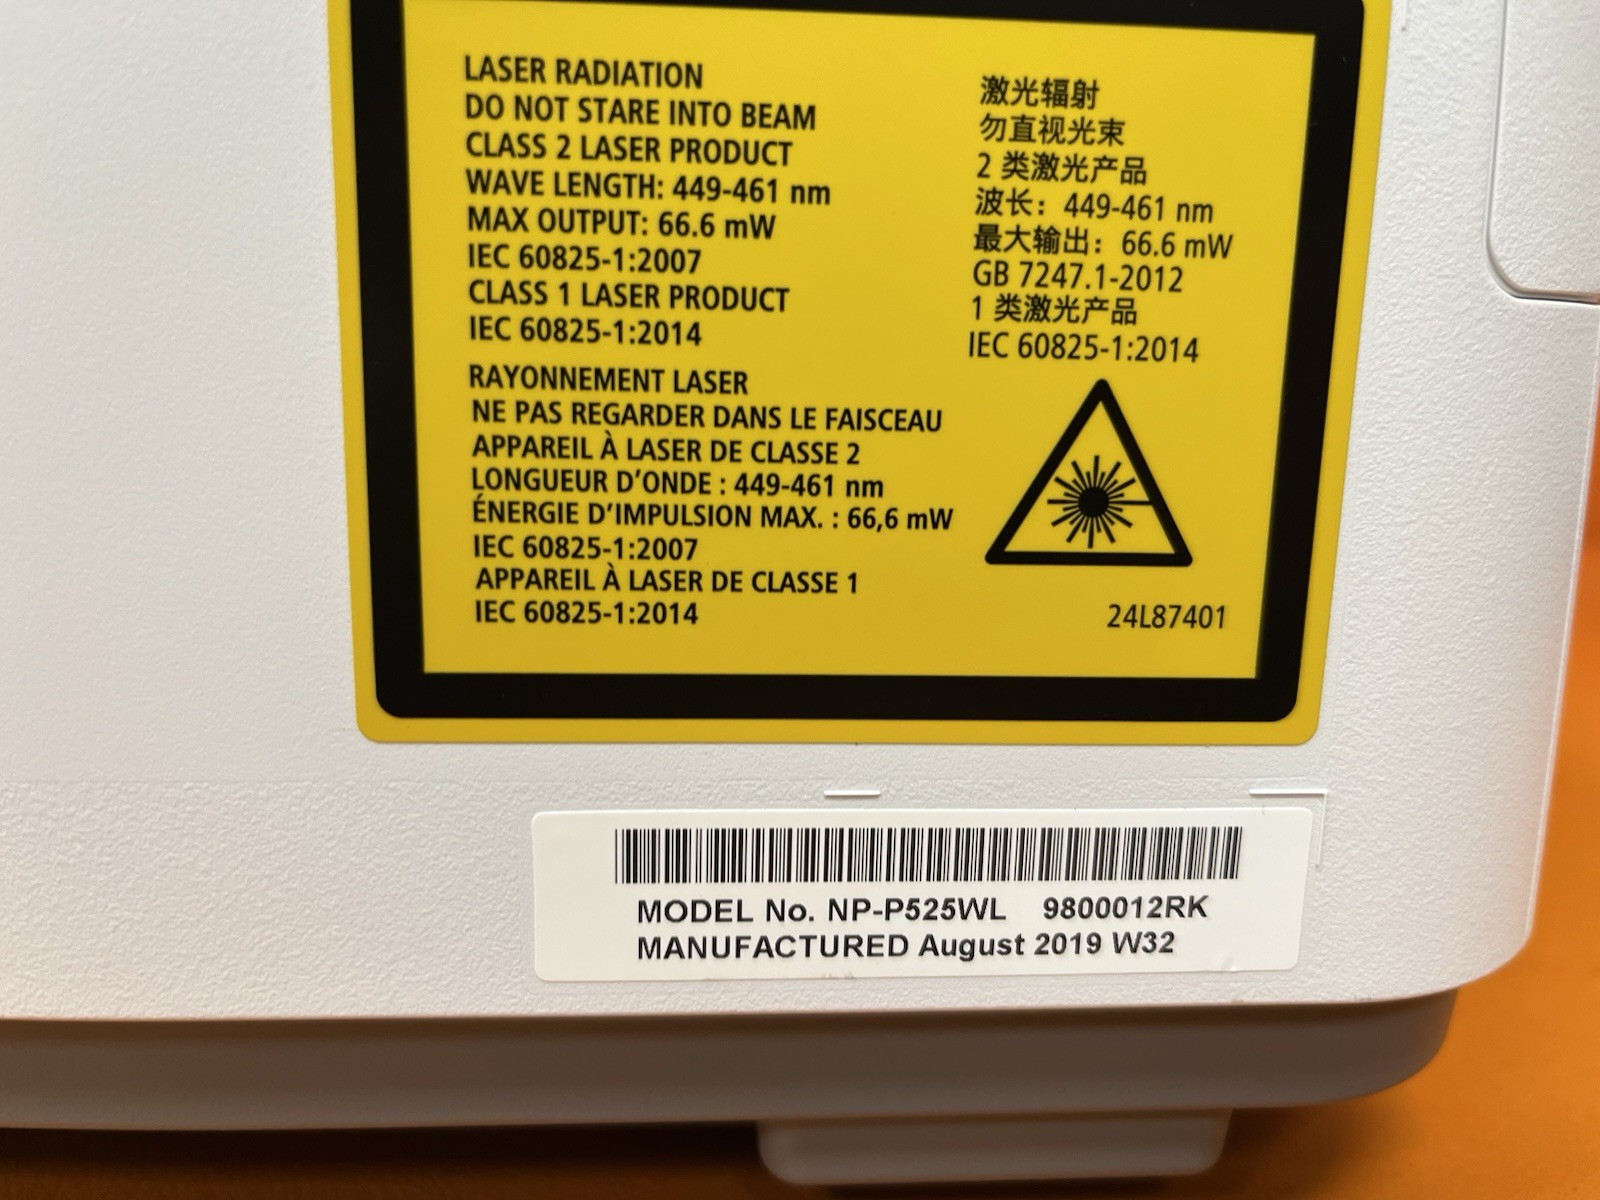 LASER RADIATION
DO NOT STARE INTO BEAM
CLASS 2 LASER PRODUCT
WAVE LENGTH: 449-461 nm
MAX OUTPUT: 66.6 mW
IEC 60825-1:2007
CLASS 1 LASER PRODUCT
IEC 60825-1:2014
RAYONNEMENT LASER
NE PAS REGARDER DANS LE FAISCEAU
APPAREIL À LASER DE CLASSE 2
LONGUEUR D'ONDE : 449-461 nm
ÉNERGIE D'IMPULSION MAX. : 66,6 mW
IEC 60825-1:2007
APPAREIL À LASER DE CLASSE 1
IEC 60825-1:2014
激光辐射
勿直视光束
2 类激光产品
波长：449-461 nm
最大输出：66.6 mW
GB 7247.1-2012
1 类激光产品
IEC 60825-1:2014
24L87401
MODEL No. NP-P525WL 9800012RK
MANUFACTURED August 2019 W32